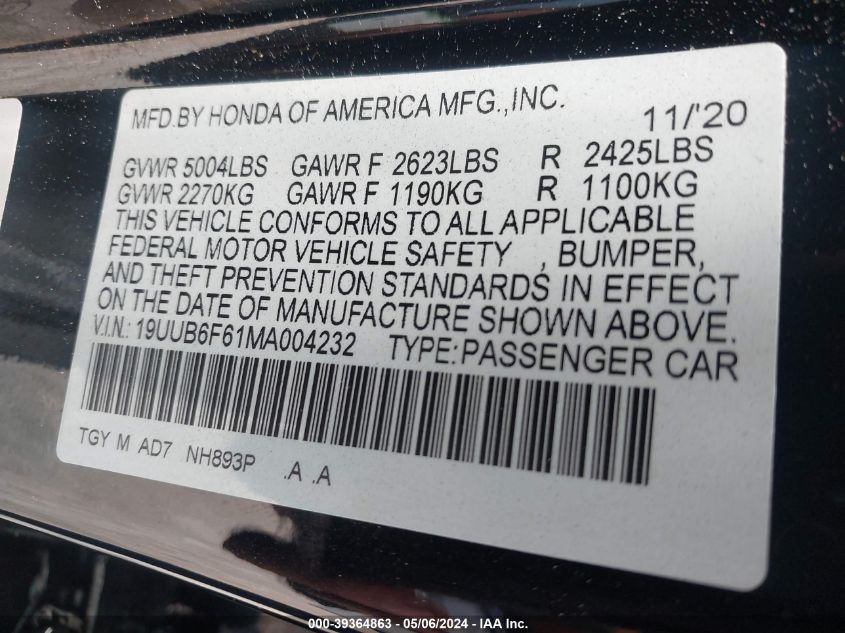 MFD.BY HONDA OF AMERICA MFG.,INC. 11/'20
GVWR 5004LBS GAWR F 2623LBS R 2425LBS
GVWR 2270KG GAWR F 1190KG R 1100KG
THIS VEHICLE CONFORMS TO ALL APPLICABLE
FEDERAL MOTOR VEHICLE SAFETY , BUMPER,
AND THEFT PREVENTION STANDARDS IN EFFECT
ON THE DATE OF MANUFACTURE SHOWN ABOVE.
V.I.N.: 19UUB6F61MA004232 TYPE:PASSENGER CAR
TGY M AD7 NH893P .A .A
000-39364863 - 05/06/2024 - IAA Inc.